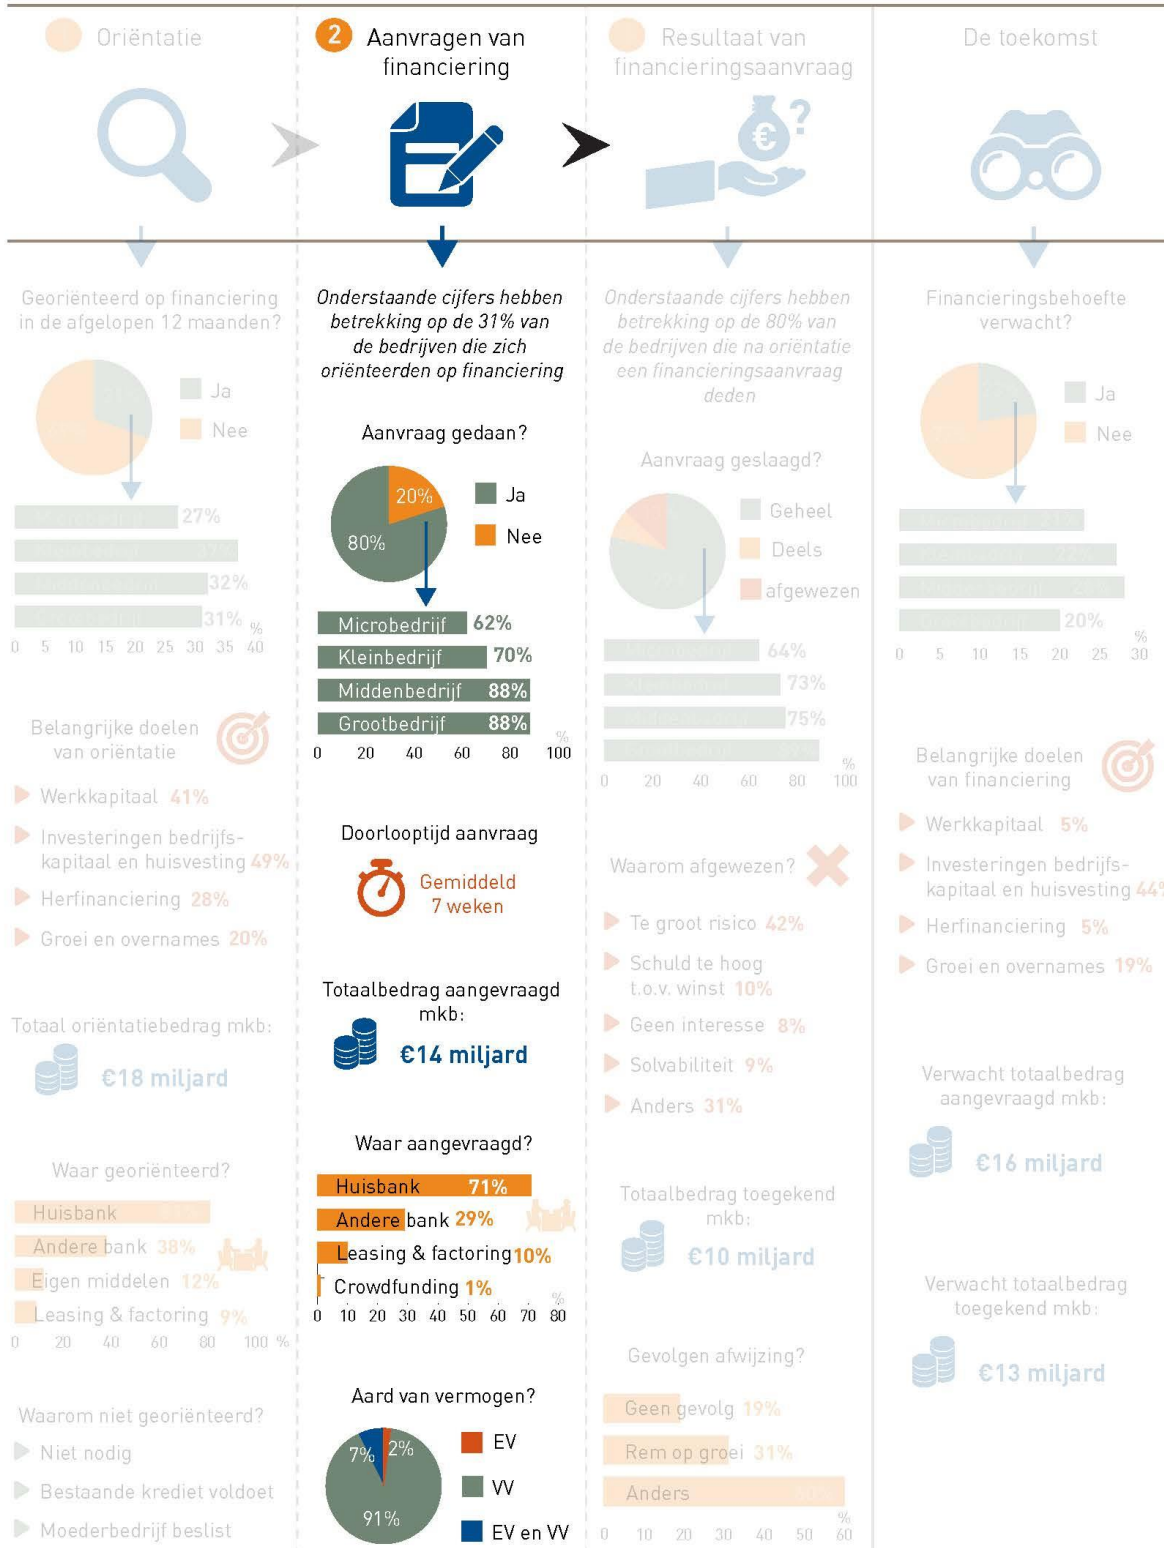 Oriëntatie
2 Aanvragen van
financiering
Resultaat van
financieringsaanvraag
De toekomst
Georiënteerd op financiering
in de afgelopen 12 maanden?
Ja
Nee
27%
32%
31%
%
0 5 10 15 20 25 30 35 40
Belangrijke doelen
van oriëntatie
Werkkapitaal 41%
Investeringen bedrijfs-
kapitaal en huisvesting 49%
Herfinanciering 28%
Groei en overnames 20%
Totaal oriëntatiebedrag mkb:
€18 miljard
Waar georiënteerd?
Huisbank
Andere bank 38%
Eigen middelen 12%
Leasing & factoring 9%
0 20 40 60 80 100 %
Waarom niet georiënteerd?
Niet nodig
Bestaande krediet voldoet
Moederbedrijf beslist
Onderstaande cijfers hebben
betrekking op de 31% van
de bedrijven die zich
oriënteerden op financiering
Aanvraag gedaan?
20%
80%
Ja
Nee
Microbedrijf 62%
Kleinbedrijf 70%
Middenbedrijf 88%
Grootbedrijf 88%
%
0 20 40 60 80 100
Doorlooptijd aanvraag
Gemiddeld
7 weken
Totaalbedrag aangevraagd
mkb:
€14 miljard
Waar aangevraagd?
Huisbank 71%
Andere bank 29%
Leasing & factoring 10%
Crowdfunding 1%
%
0 10 20 30 40 50 60 70 80
Aard van vermogen?
7% 2%
91%
EV
VV
EV en VV
Onderstaande cijfers hebben
betrekking op de 80% van
de bedrijven die na oriëntatie
een financieringsaanvraag
deden
Aanvraag geslaagd?
Geheel
Deels
afgewezen
64%
73%
75%
%
0 20 40 60 80 100
Waarom afgewezen?
Te groot risico 42%
Schuld te hoog
t.o.v. winst 10%
Geen interesse 8%
Solvabiliteit 9%
Anders 31%
Totaalbedrag toegekend
mkb:
€10 miljard
Gevolgen afwijzing?
Geen gevolg 19%
Rem op groei 31%
Anders
%
0 10 20 30 40 50 60
Financieringsbehoefte
verwacht?
Ja
Nee
20%
%
0 5 10 15 20 25 30
Belangrijke doelen
van financiering
Werkkapitaal 5%
Investeringen bedrijfs-
kapitaal en huisvesting 44%
Herfinanciering 5%
Groei en overnames 19%
Verwacht totaalbedrag
aangevraagd mkb:
€16 miljard
Verwacht totaalbedrag
toegekend mkb:
€13 miljard